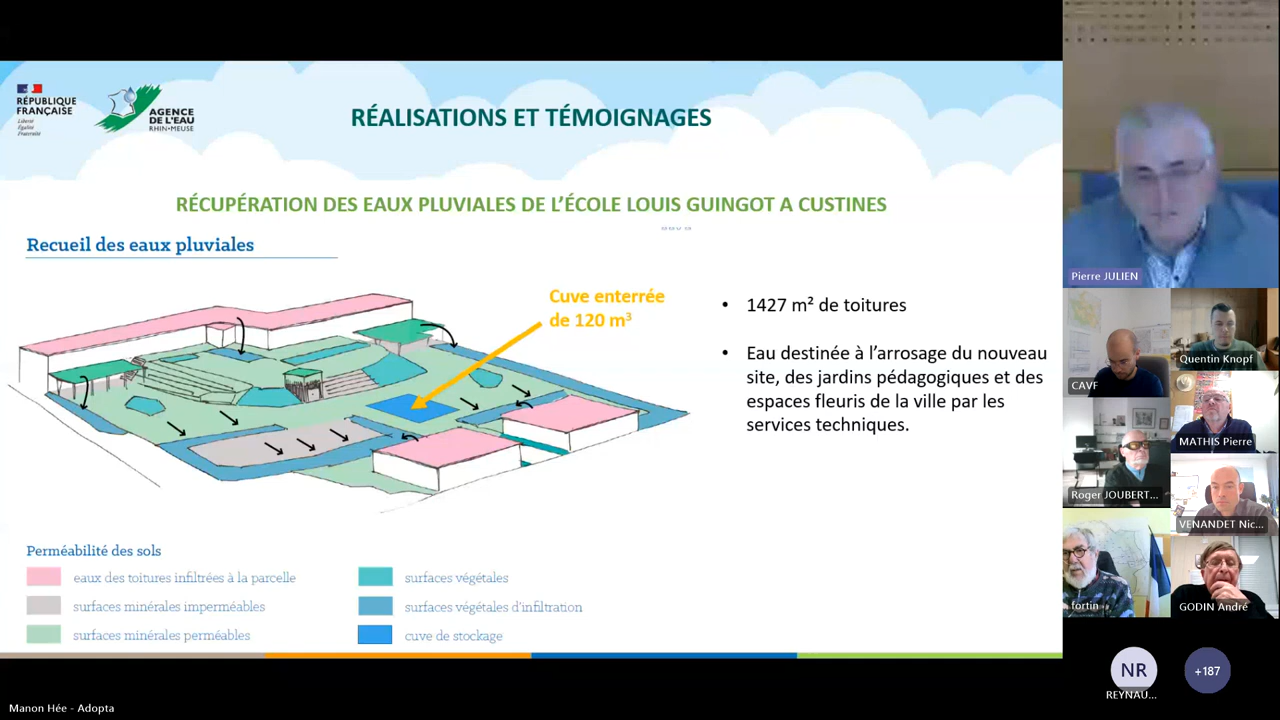 RÉPUBLIQUE
FRANÇAISE
Liberté
Égalité
Fraternité
AGENCE
DE L'EAU
RHIN•MEUSE
RÉALISATIONS ET TÉMOIGNAGES
RÉCUPÉRATION DES EAUX PLUVIALES DE L'ÉCOLE LOUIS GUINGOT A CUSTINES
Recueil des eaux pluviales
Cuve enterrée
de 120 m³
• 1427 m² de toitures
• Eau destinée à l'arrosage du nouveau
site, des jardins pédagogiques et des
espaces fleuris de la ville par les
services techniques.
Perméabilité des sols
eaux des toitures infiltrées à la parcelle
surfaces minérales imperméables
surfaces minérales perméables
surfaces végétales
surfaces végétales d'infiltration
cuve de stockage
Pierre JULIEN
CAVF
Quentin Knopf
MATHIS Pierre
Roger JOUBERT...
VENANDET Nic...
fortin
GODIN André
NR
REYNAU...
+187
Manon Hée - Adopta